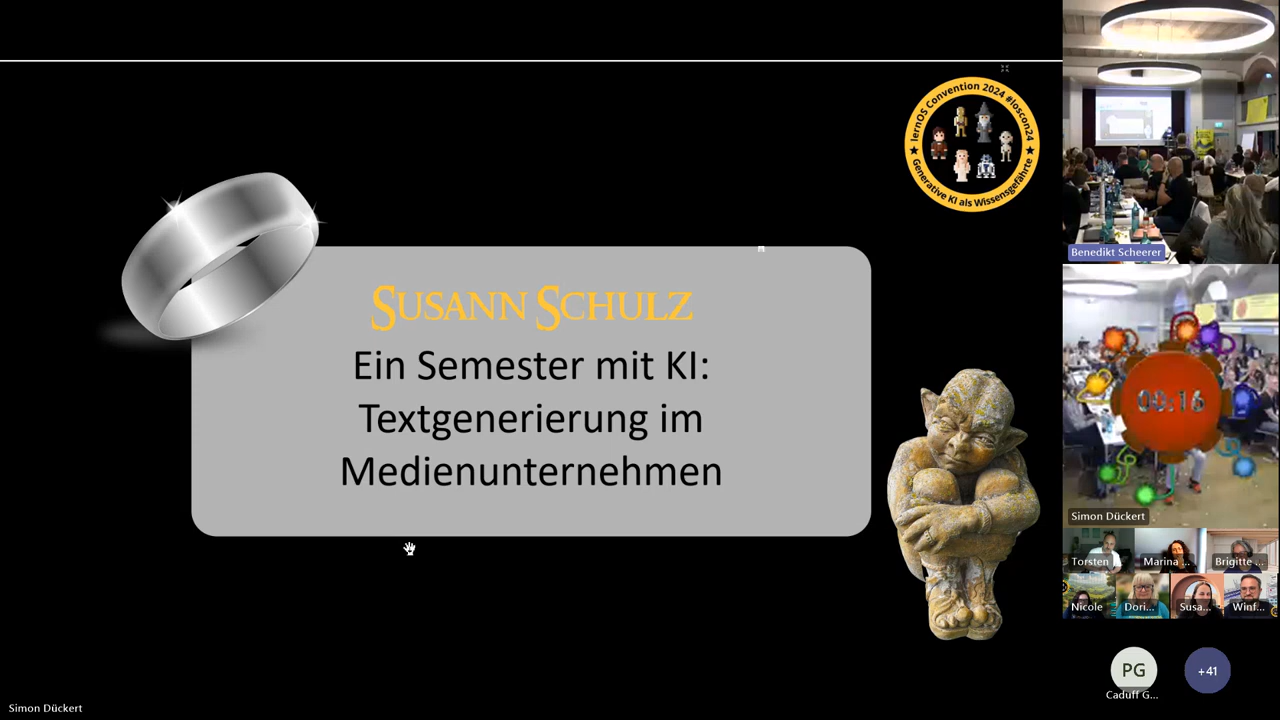 lernOS Convention 2024 #loscon24
Generative KI als Wissensgefährte
SUSANN SCHULZ
Ein Semester mit KI:
Textgenerierung im
Medienunternehmen
Simon Dückert
Benedikt Scheerer
00:16
Simon Dückert
Torsten
Marina ...
Brigitte ...
Nicole
Dori...
Susa...
Winf...
PG
+41
Caduff G...